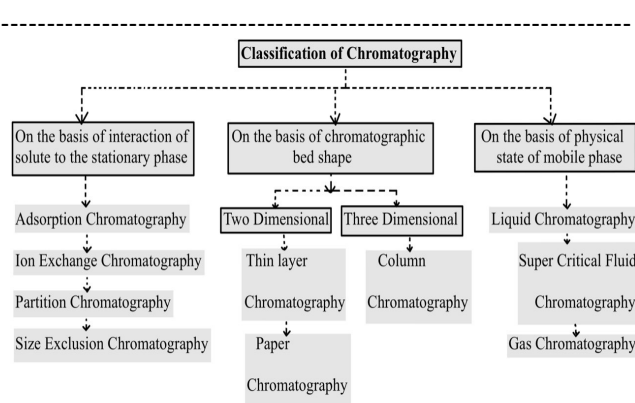 Classification of Chromatography
On the basis of interaction of
solute to the stationary phase
Adsorption Chromatography
Ion Exchange Chromatography
Partition Chromatography
Size Exclusion Chromatography
On the basis of chromatographic
bed shape
Two Dimensional
Thin layer
Chromatography
Paper
Chromatography
Three Dimensional
Column
Chromatography
On the basis of physical
state of mobile phase
Liquid Chromatography
Super Critical Fluid
Chromatography
Gas Chromatography